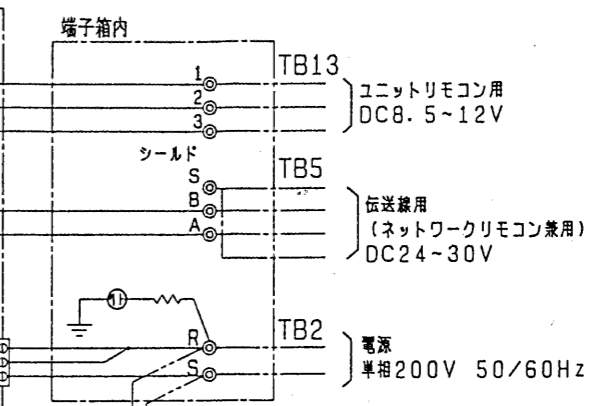 端子箱内
TB13
1
2
3
ユニットリモコン用
DC8.5~12V
シールド
TB5
S
B
A
伝送線用
(ネットワークリモコン兼用)
DC24~30V
TB2
R
S
電源
単相200V 50/60Hz